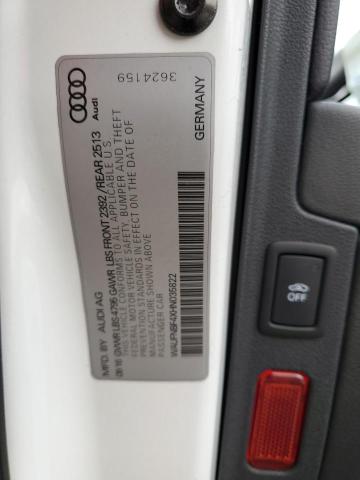 MFD. BY AUDI AG
08/16 GVWR LBS 4796 GAWR LBS FRONT 2392 / REAR 2513
THIS VEHICLE CONFORMS TO ALL APPLICABLE U S
FEDERAL MOTOR VEHICLE SAFETY, BUMPER AND THEFT
PREVENTION STANDARDS IN EFFECT ON THE DATE OF
MANUFACTURE SHOWN ABOVE
PASSENGER CAR
WAUPN8F4XHN035822
GERMANY
Audi
3624159
OFF